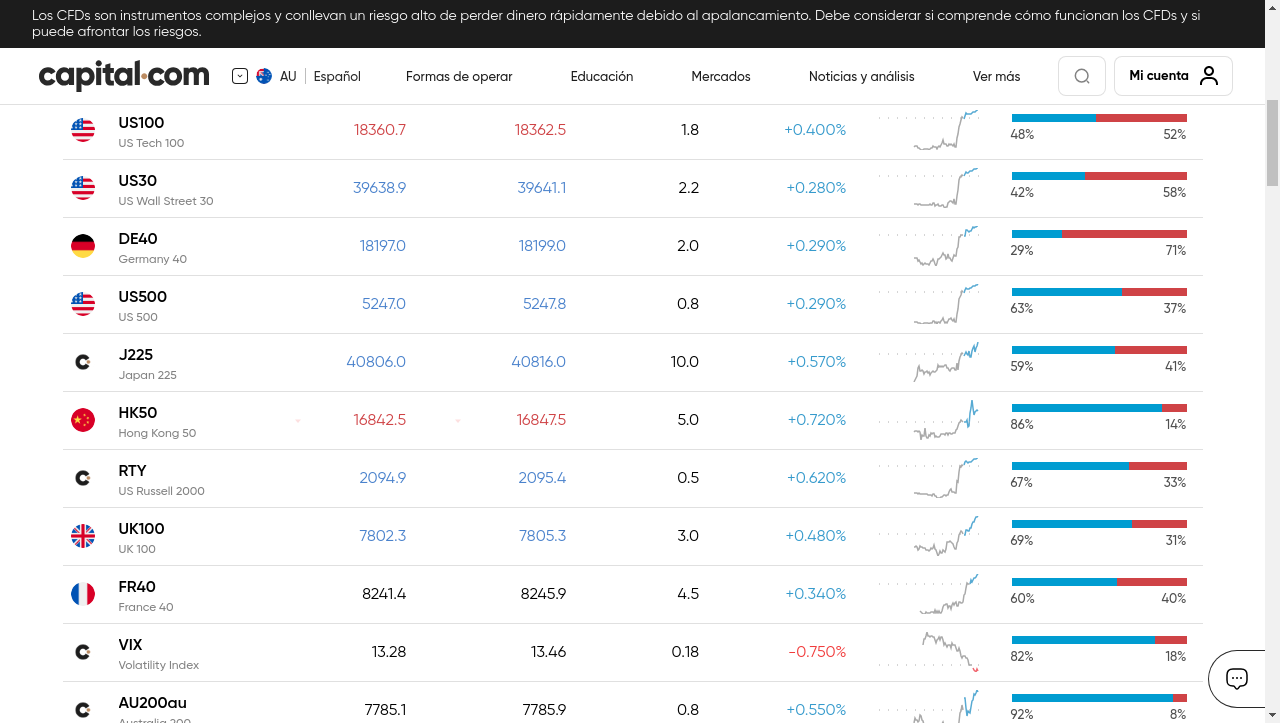 Los CFDs son instrumentos complejos y conllevan un riesgo alto de perder dinero rápidamente debido al apalancamiento. Debe considerar si comprende cómo funcionan los CFDs y si
puede afrontar los riesgos.
capital.com AU Español Formas de operar Educación Mercados Noticias y análisis Ver más Mi cuenta
US100 18360.7 18362.5 1.8 +0.400% 48% 52%
US Tech 100
US30 39638.9 39641.1 2.2 +0.280% 42% 58%
US Wall Street 30
DE40 18197.0 18199.0 2.0 +0.290% 29% 71%
Germany 40
US500 5247.0 5247.8 0.8 +0.290% 63% 37%
US 500
J225 40806.0 40816.0 10.0 +0.570% 59% 41%
Japan 225
HK50 16842.5 16847.5 5.0 +0.720% 86% 14%
Hong Kong 50
RTY 2094.9 2095.4 0.5 +0.620% 67% 33%
US Russell 2000
UK100 7802.3 7805.3 3.0 +0.480% 69% 31%
UK 100
FR40 8241.4 8245.9 4.5 +0.340% 60% 40%
France 40
VIX 13.28 13.46 0.18 -0.750% 82% 18%
Volatility Index
AU200au 7785.1 7785.9 0.8 +0.550% 92% 8%
Australia 200